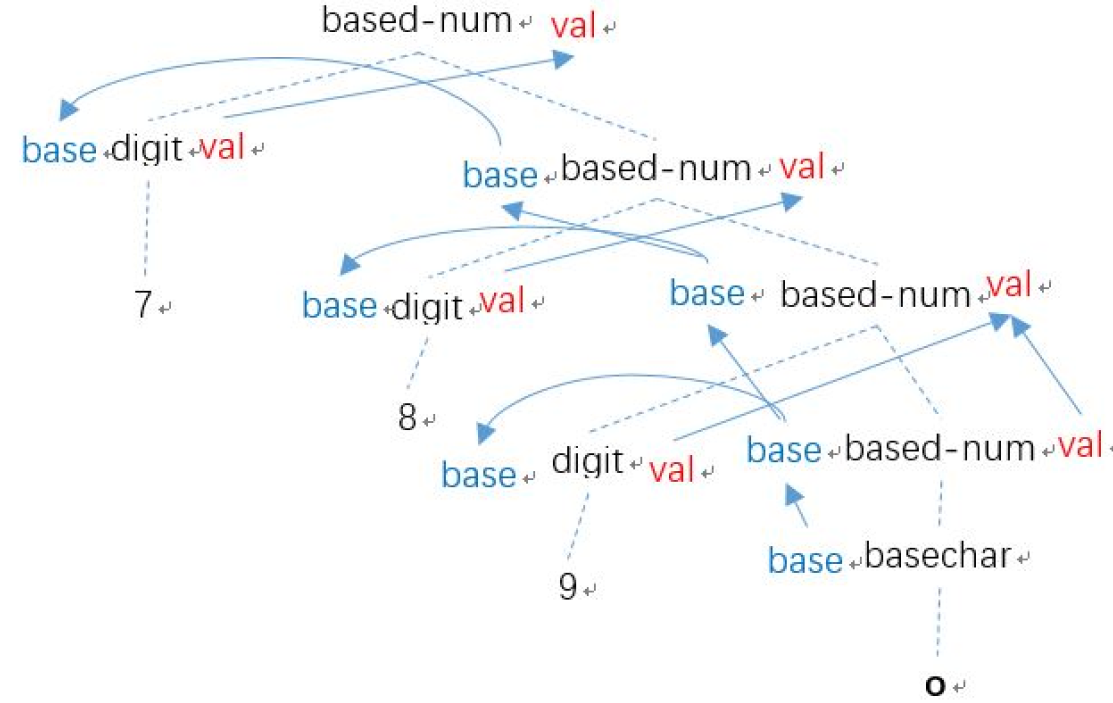 based-num val
base digit val
base based-num val
7
base digit val
base based-num val
8
base digit val
base based-num val
9
base basechar
o